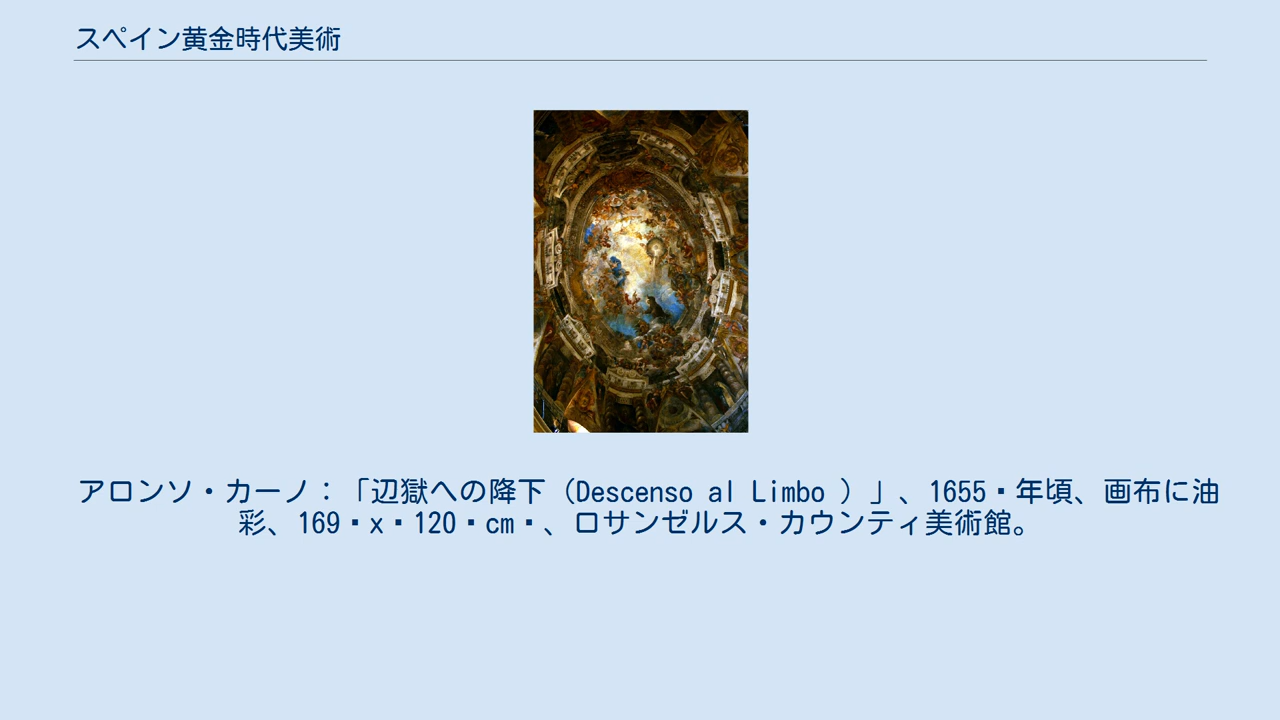 スペイン黄金時代美術
アロンソ・カーノ：「辺獄への降下（Descenso al Limbo ）」、1655▪年頃、画布に油
彩、169▪x▪120▪cm▪、ロサンゼルス・カウンティ美術館。